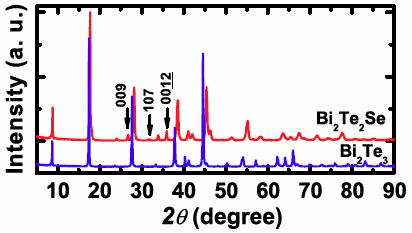 Intensity (a. u.)
009
107
0012
Bi₂Te₂Se
Bi₂Te₃
10 20 30 40 50 60 70 80 90
2θ (degree)